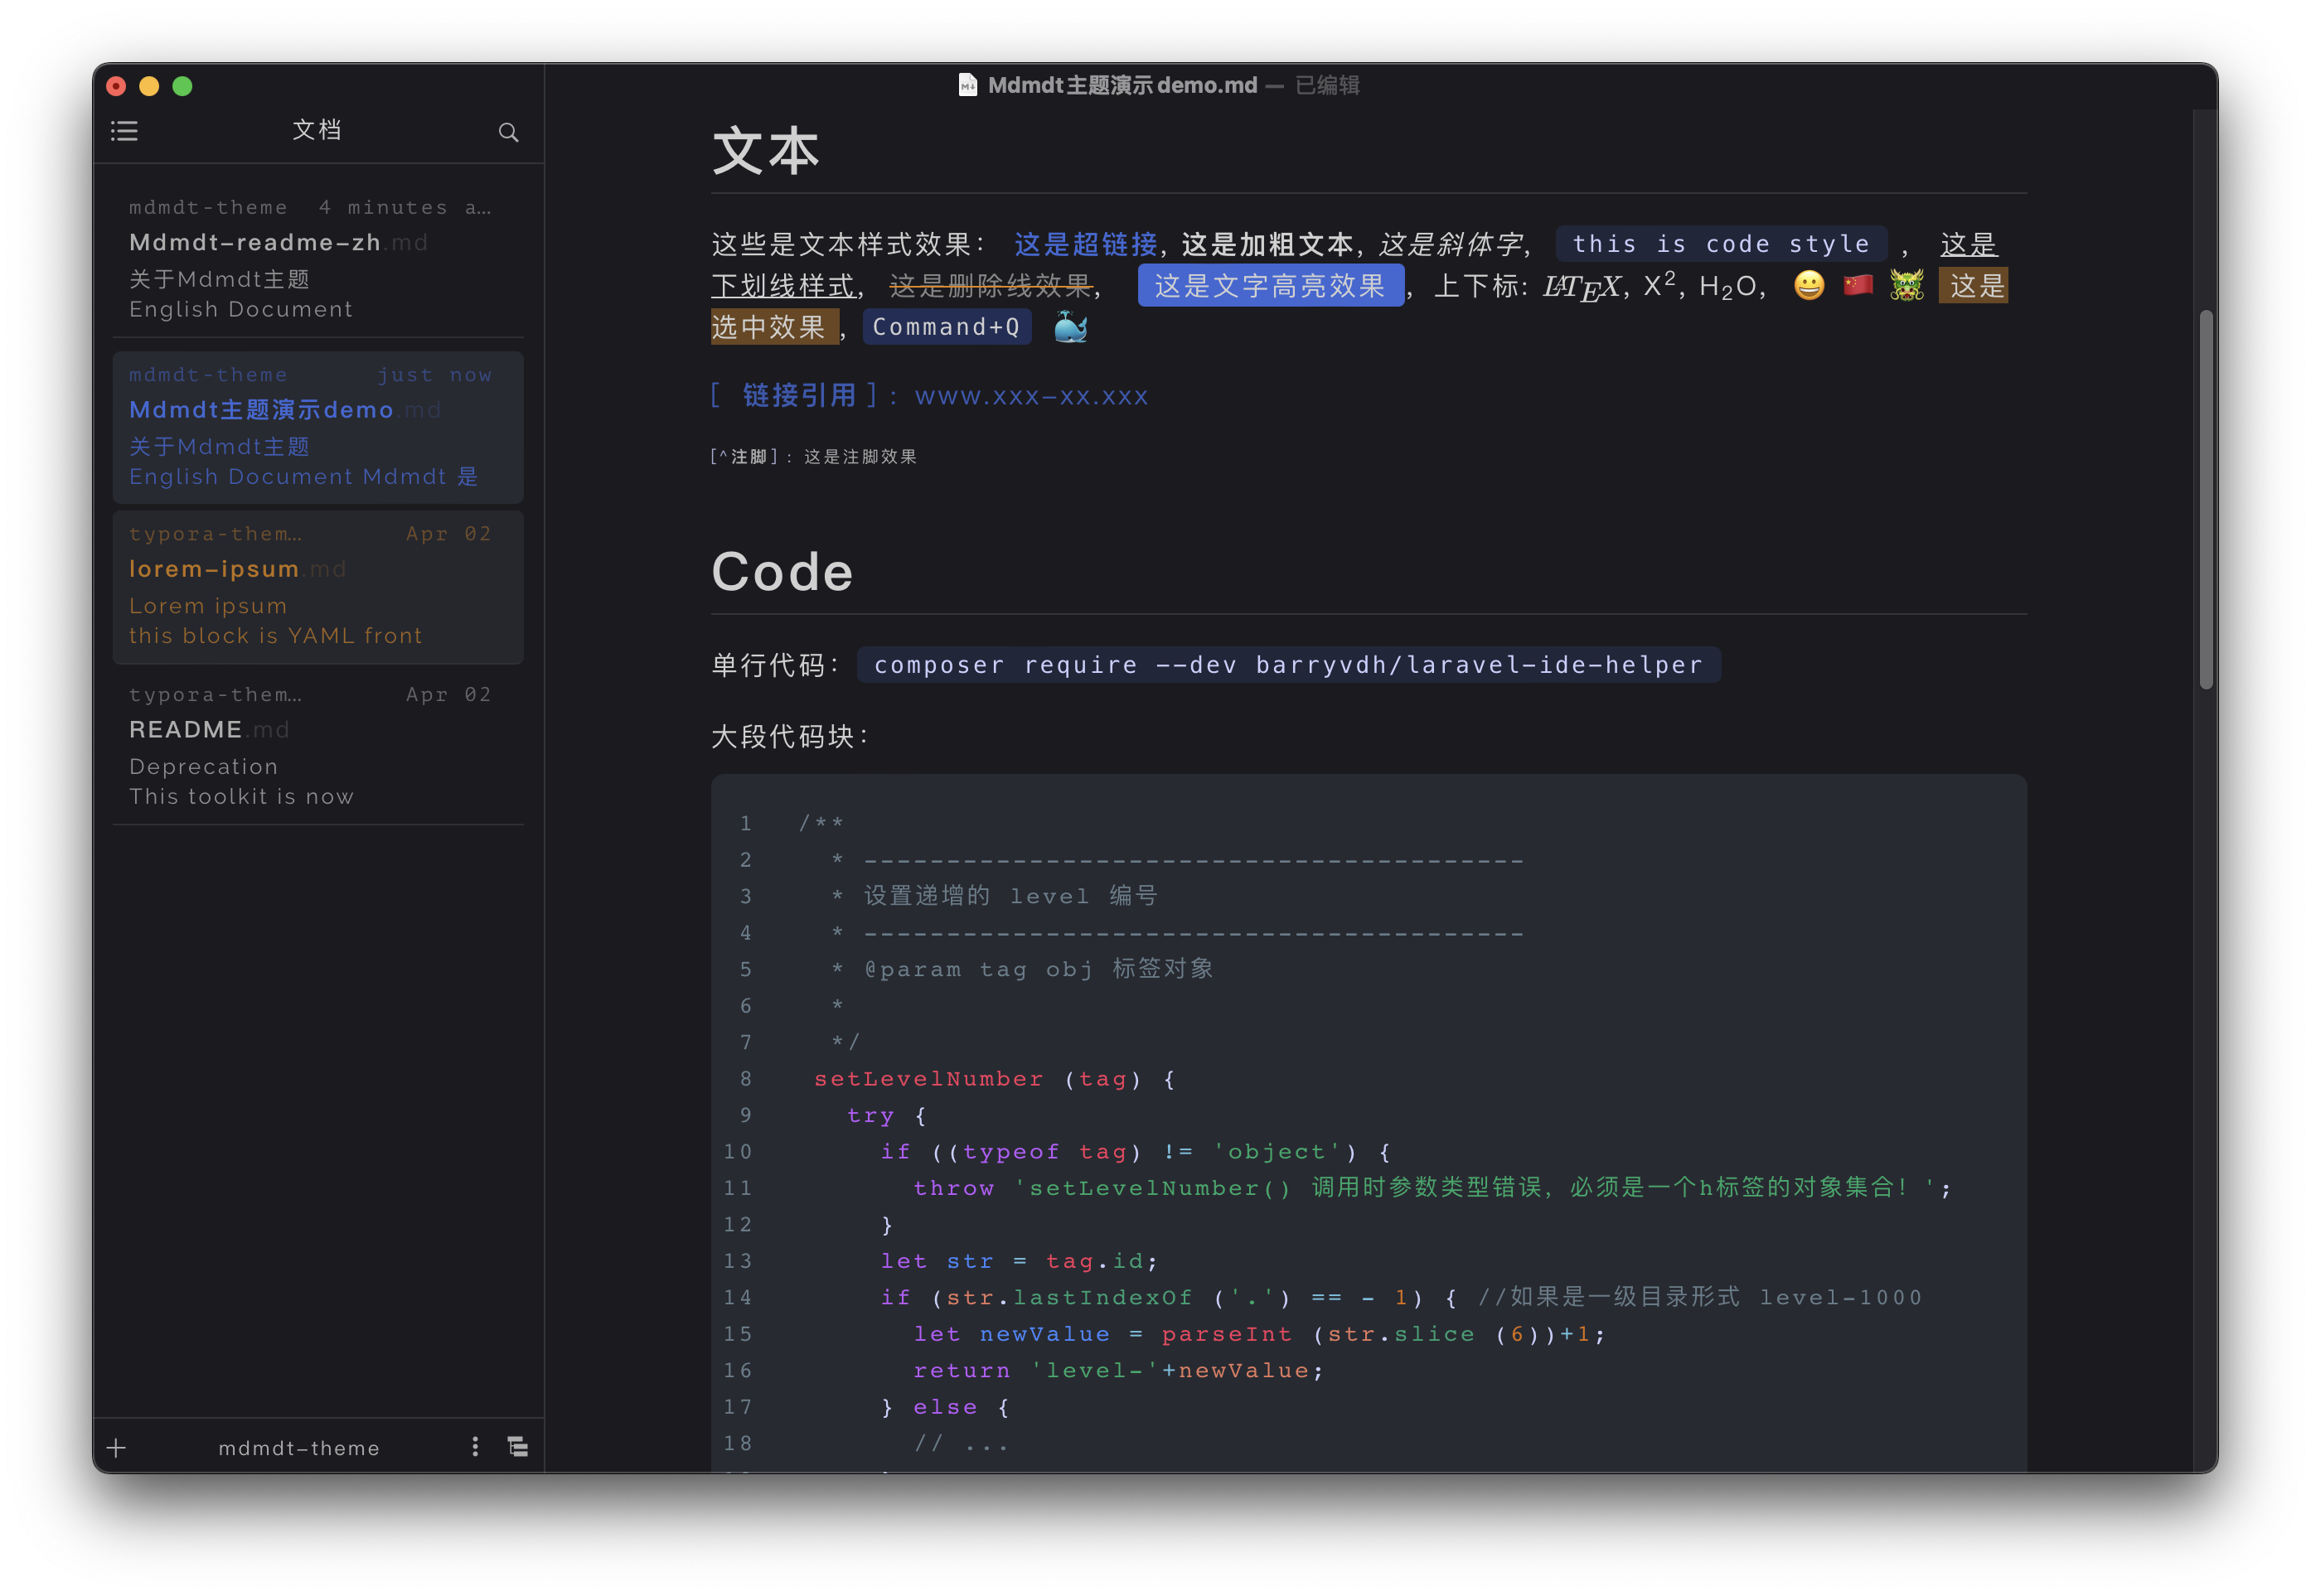 Mdmdt主题演示demo.md — 已编辑
文档
mdmdt-theme 4 minutes a...
Mdmdt-readme-zh.md
关于Mdmdt主题
English Document
mdmdt-theme just now
Mdmdt主题演示demo.md
关于Mdmdt主题
English Document Mdmdt 是
typora-them... Apr 02
lorem-ipsum.md
Lorem ipsum
this block is YAML front
typora-them... Apr 02
README.md
Deprecation
This toolkit is now
mdmdt-theme
文本
这些是文本样式效果： 这是超链接, 这是加粗文本, 这是斜体字, this is code style , 这是
下划线样式, 这是删除线效果, 这是文字高亮效果 , 上下标: LATEX, X², H₂O, 😀 🇨🇳 🐲 这是
选中效果 , Command+Q 🐳
[ 链接引用 ] : www.xxx-xx.xxx
[^注脚] : 这是注脚效果
Code
单行代码： composer require --dev barryvdh/laravel-ide-helper
大段代码块：
1 /**
2 * ----------------------------------------
3 * 设置递增的 level 编号
4 * ----------------------------------------
5 * @param tag obj 标签对象
6 *
7 */
8 setLevelNumber (tag) {
9 try {
10 if ((typeof tag) != 'object') {
11 throw 'setLevelNumber() 调用时参数类型错误，必须是一个h标签的对象集合！';
12 }
13 let str = tag.id;
14 if (str.lastIndexOf ('.') == - 1) { //如果是一级目录形式 level-1000
15 let newValue = parseInt (str.slice (6))+1;
16 return 'level-'+newValue;
17 } else {
18 // ...